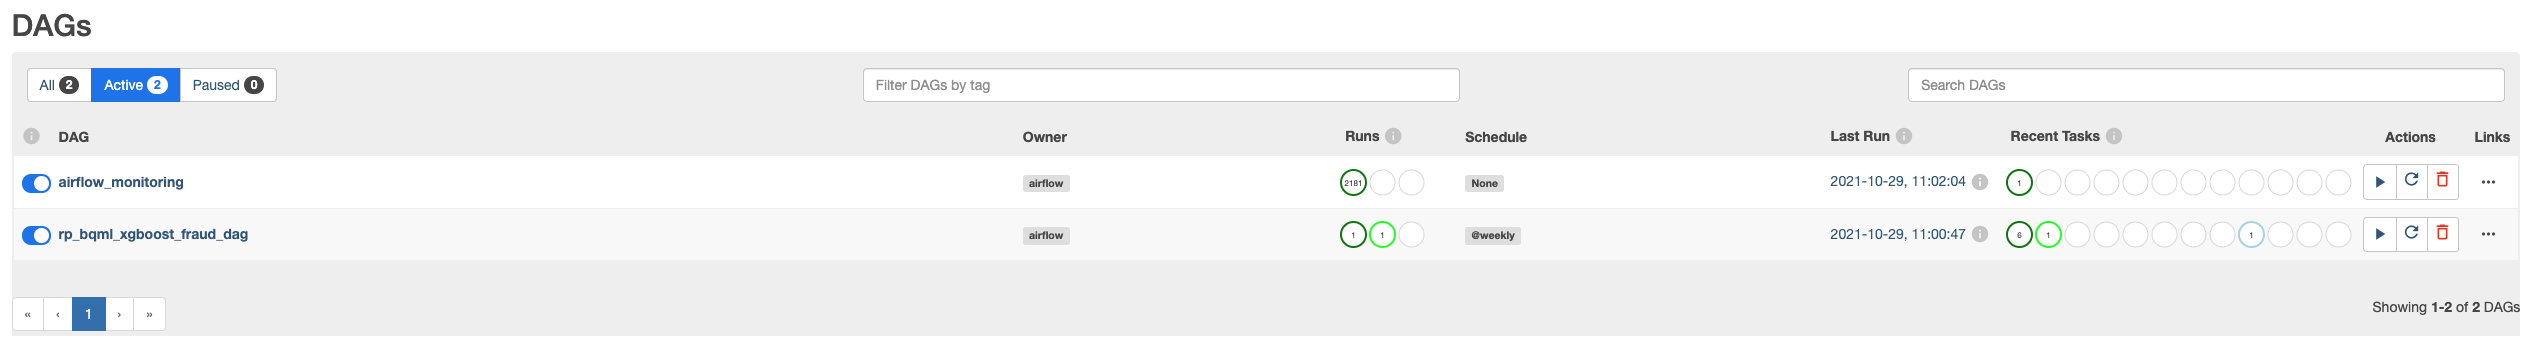 DAGs
All 2 Active 2 Paused 0 Filter DAGs by tag Search DAGs
DAG Owner Runs Schedule Last Run Recent Tasks Actions Links
airflow_monitoring airflow 2181 None 2021-10-29, 11:02:04 1
rp_bqml_xgboost_fraud_dag airflow 1 1 @weekly 2021-10-29, 11:00:47 6 1 1
« ‹ 1 › » Showing 1-2 of 2 DAGs